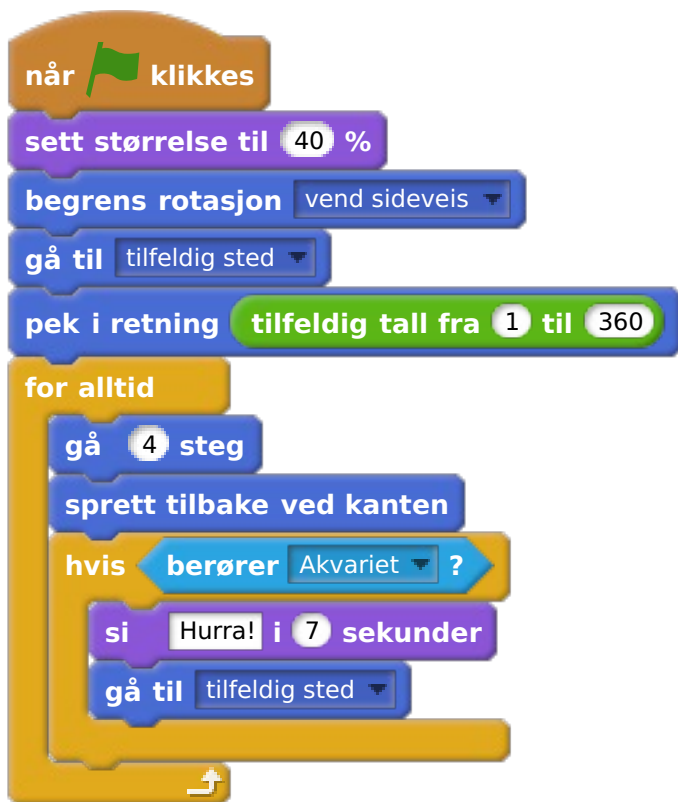 når klikkes
sett størrelse til 40 %
begrens rotasjon vend sideveis
gå til tilfeldig sted
pek i retning tilfeldig tall fra 1 til 360
for alltid
gå 4 steg
sprett tilbake ved kanten
hvis berører Akvariet ?
si Hurra! i 7 sekunder
gå til tilfeldig sted